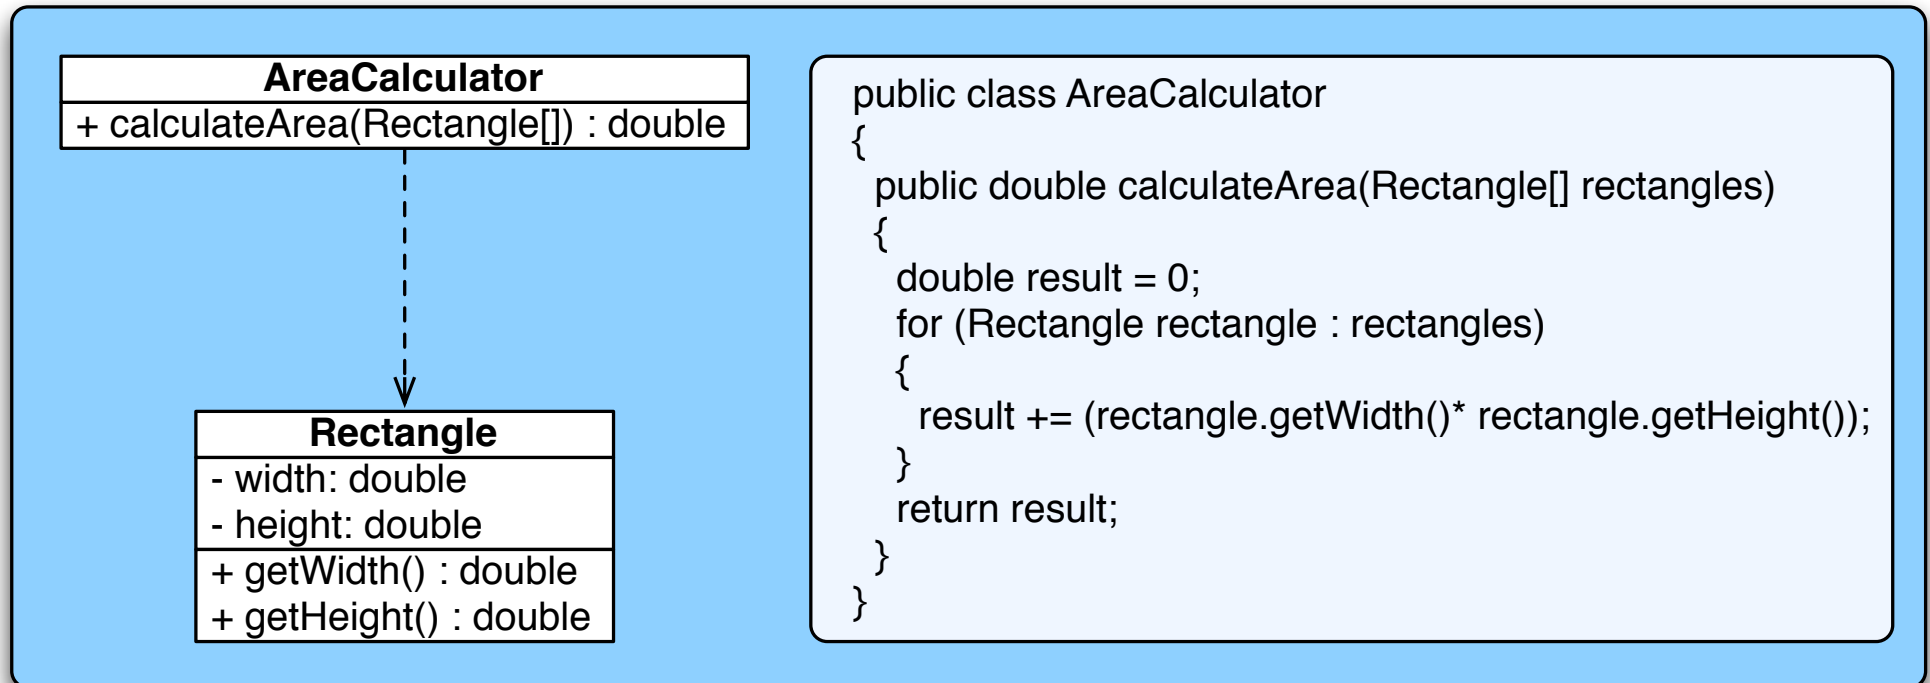 AreaCalculator
+ calculateArea(Rectangle[]) : double
Rectangle
- width: double
- height: double
+ getWidth() : double
+ getHeight() : double
public class AreaCalculator
{
public double calculateArea(Rectangle[] rectangles)
{
double result = 0;
for (Rectangle rectangle : rectangles)
{
result += (rectangle.getWidth()* rectangle.getHeight());
}
return result;
}
}